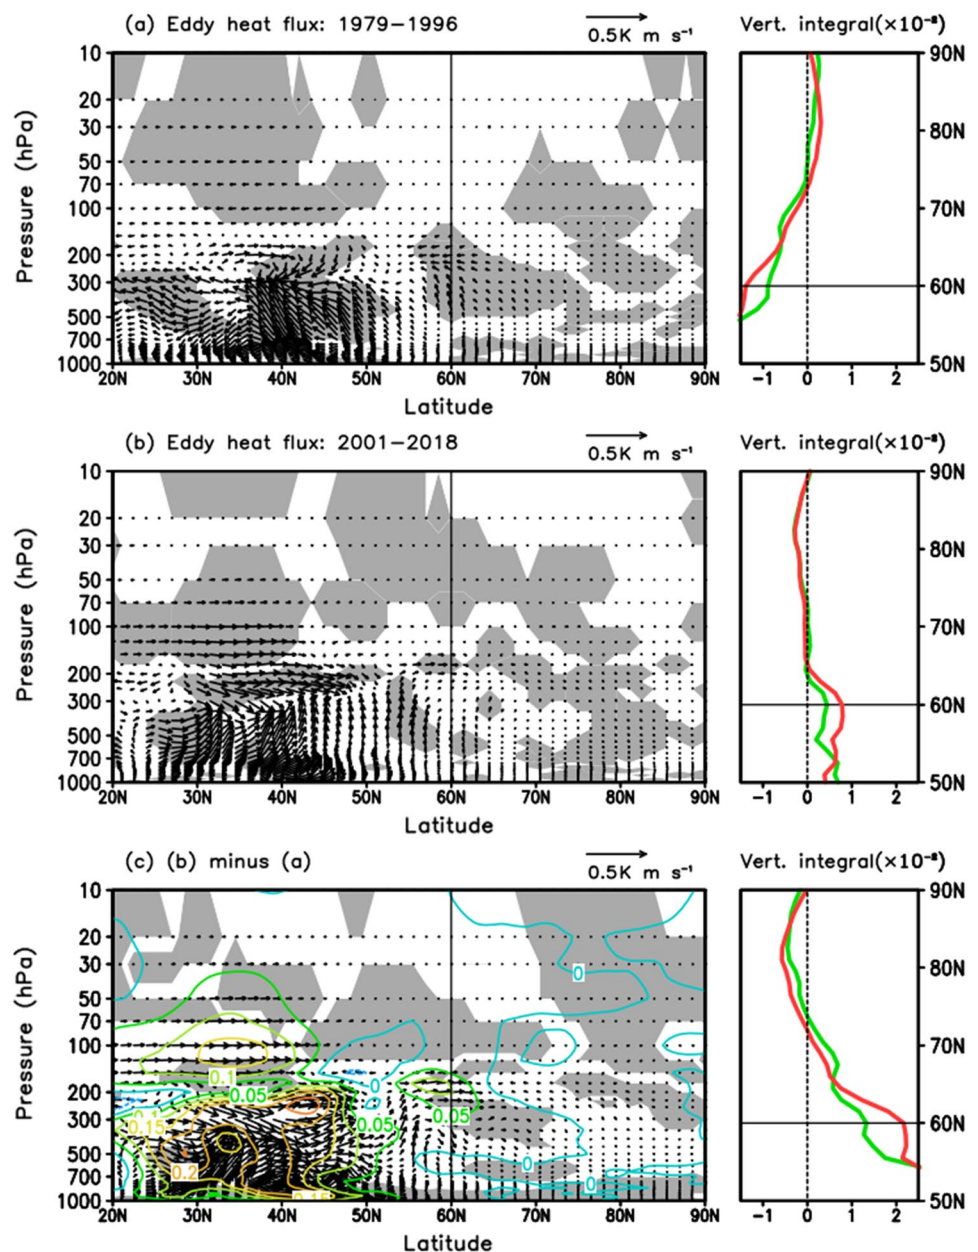 (a) Eddy heat flux: 1979−1996
0.5K m s⁻¹
Vert. integral(×10⁻⁸)
Pressure (hPa)
10
20
30
50
70
100
200
300
500
700
1000
20N 30N 40N 50N 60N 70N 80N 90N
Latitude
90N
80N
70N
60N
50N
−1 0 1 2
(b) Eddy heat flux: 2001−2018
0.5K m s⁻¹
Vert. integral(×10⁻⁸)
Pressure (hPa)
10
20
30
50
70
100
200
300
500
700
1000
20N 30N 40N 50N 60N 70N 80N 90N
Latitude
90N
80N
70N
60N
50N
−1 0 1 2
(c) (b) minus (a)
0.5K m s⁻¹
Vert. integral(×10⁻⁸)
Pressure (hPa)
10
20
30
50
70
100
200
300
500
700
1000
0
0
0.1
0
0.05
0.05
0.15
0.05
0.2
0
0
0.15
20N 30N 40N 50N 60N 70N 80N 90N
Latitude
90N
80N
70N
60N
50N
−1 0 1 2